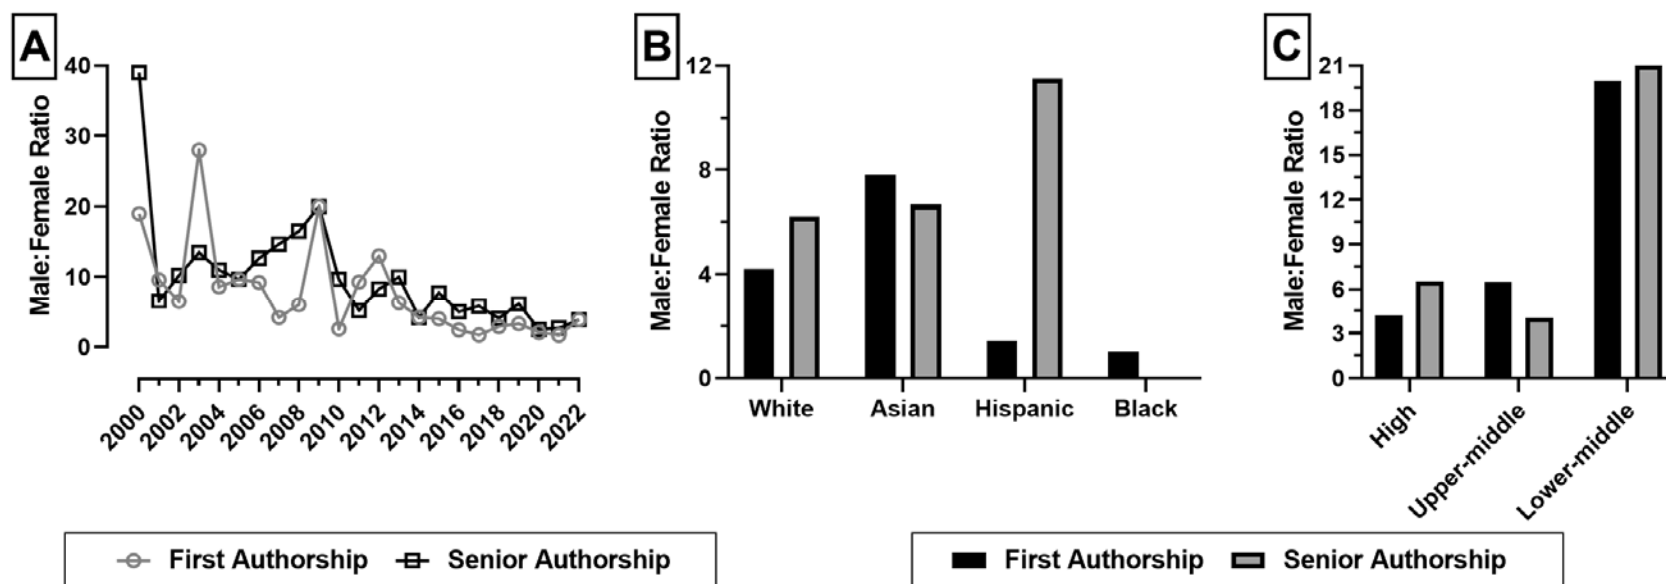 A
Male:Female Ratio
40
30
20
10
0
2000
2002
2004
2006
2008
2010
2012
2014
2016
2018
2020
2022
B
Male:Female Ratio
12
8
4
0
White
Asian
Hispanic
Black
C
Male:Female Ratio
21
18
15
12
9
6
3
0
High
Upper-middle
Lower-middle
First Authorship
Senior Authorship
First Authorship
Senior Authorship